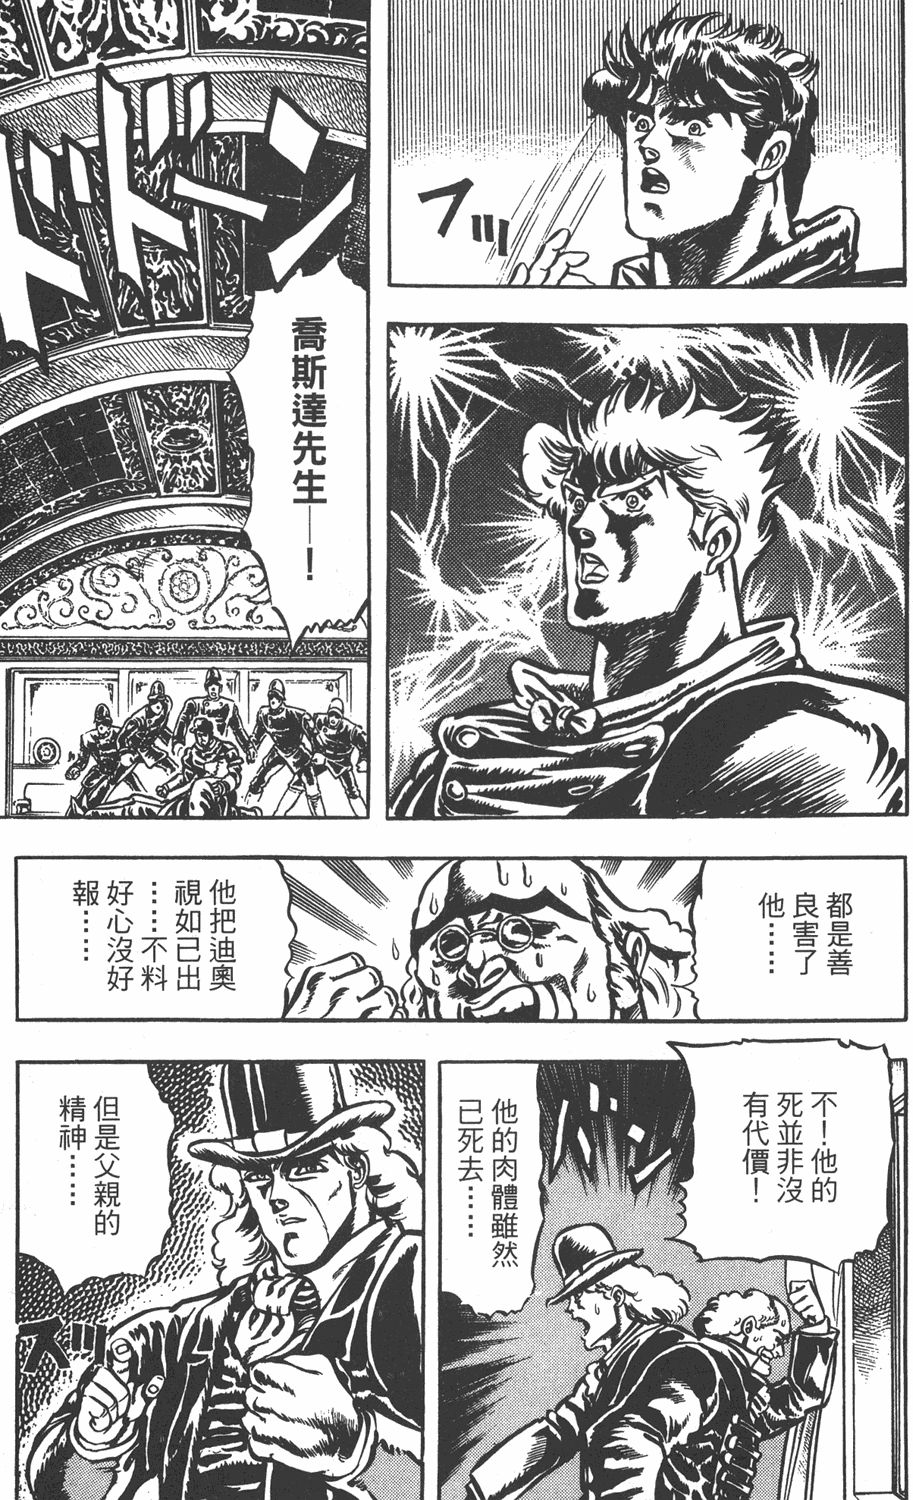 フッ
ドドーン
喬斯達先生——！
都是善
良害了
他……
他把迪奧
視如已出
……不料
好心沒好
報……
不！他的
死並非沒
有代價！
バーン
他的肉體雖然
已死去……
但是父親的
精神……
ズッ